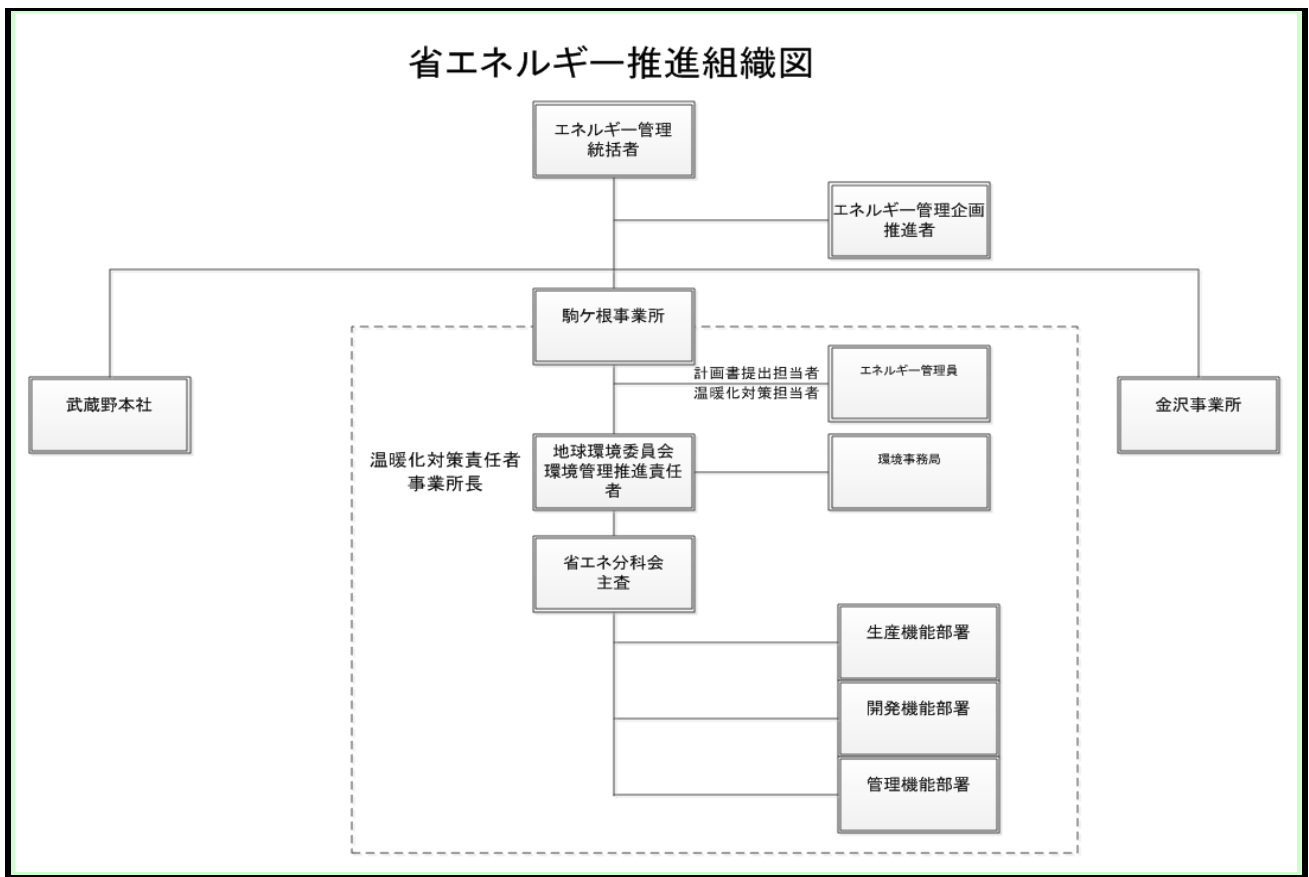 省エネルギー推進組織図
エネルギー管理
統括者
エネルギー管理企画
推進者
駒ケ根事業所
武蔵野本社
金沢事業所
計画書提出担当者
温暖化対策担当者
エネルギー管理員
温暖化対策責任者
事業所長
地球環境委員会
環境管理推進責任
者
環境事務局
省エネ分科会
主査
生産機能部署
開発機能部署
管理機能部署